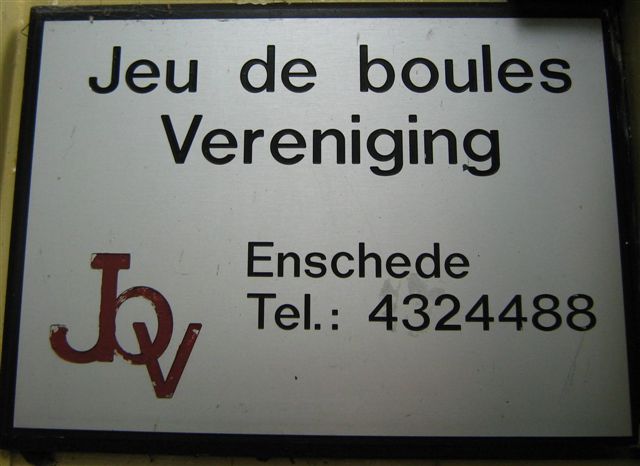 Jeu de boules
Vereniging
Enschede
Tel.: 4324488
JbV